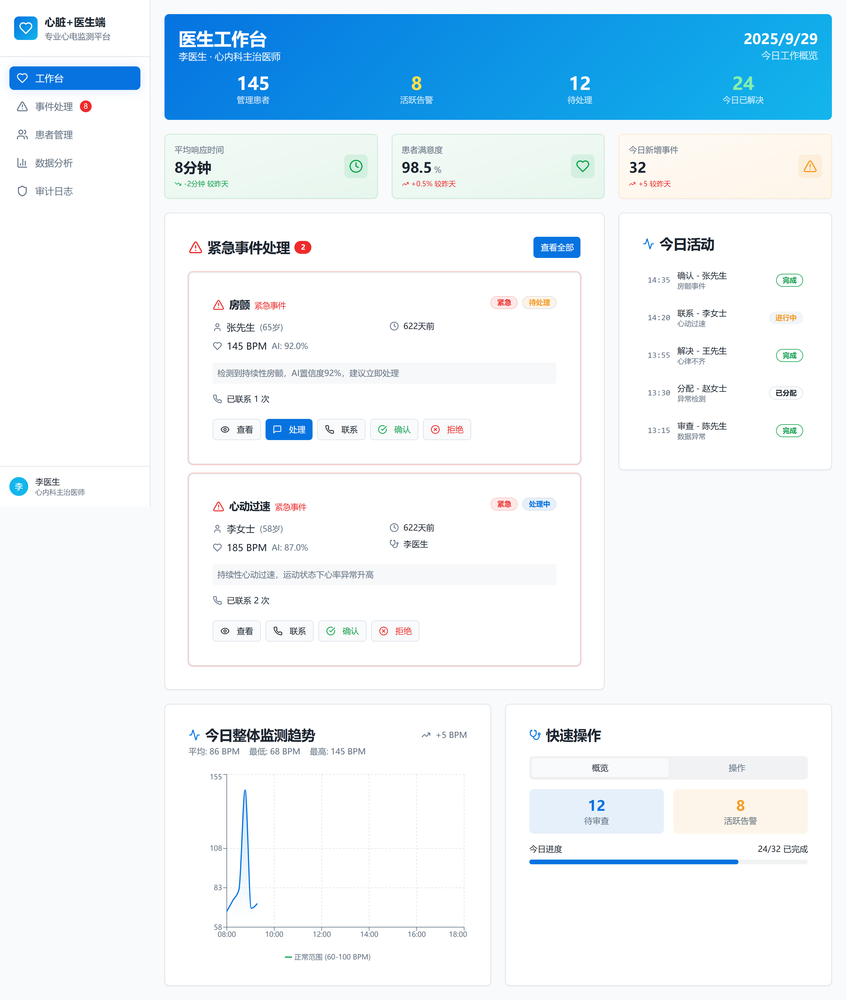 心脏+医生端
专业心电监测平台
工作台
事件处理 8
患者管理
数据分析
审计日志
李 李医生
心内科主治医师
医生工作台
李医生 · 心内科主治医师
2025/9/29
今日工作概览
145
管理患者
8
活跃告警
12
待处理
24
今日已解决
平均响应时间
8分钟
-2分钟 较昨天
患者满意度
98.5 %
+0.5% 较昨天
今日新增事件
32
+5 较昨天
紧急事件处理 2
查看全部
房颤 紧急事件
紧急 待处理
张先生 (65岁)
622天前
145 BPM AI: 92.0%
检测到持续性房颤，AI置信度92%，建议立即处理
已联系 1 次
查看 处理 联系 确认 拒绝
心动过速 紧急事件
紧急 处理中
李女士 (58岁)
622天前
185 BPM AI: 87.0%
李医生
持续性心动过速，运动状态下心率异常升高
已联系 2 次
查看 联系 确认 拒绝
今日活动
14:35 确认 - 张先生 完成
房颤事件
14:20 联系 - 李女士 进行中
心动过速
13:55 解决 - 王先生 完成
心律不齐
13:30 分配 - 赵女士 已分配
异常检测
13:15 审查 - 陈先生 完成
数据异常
今日整体监测趋势
+5 BPM
平均: 86 BPM 最低: 68 BPM 最高: 145 BPM
155
108
83
58
08:00 10:00 12:00 14:00 16:00 18:00
正常范围 (60-100 BPM)
快速操作
概览 操作
12
待审查
8
活跃告警
今日进度 24/32 已完成